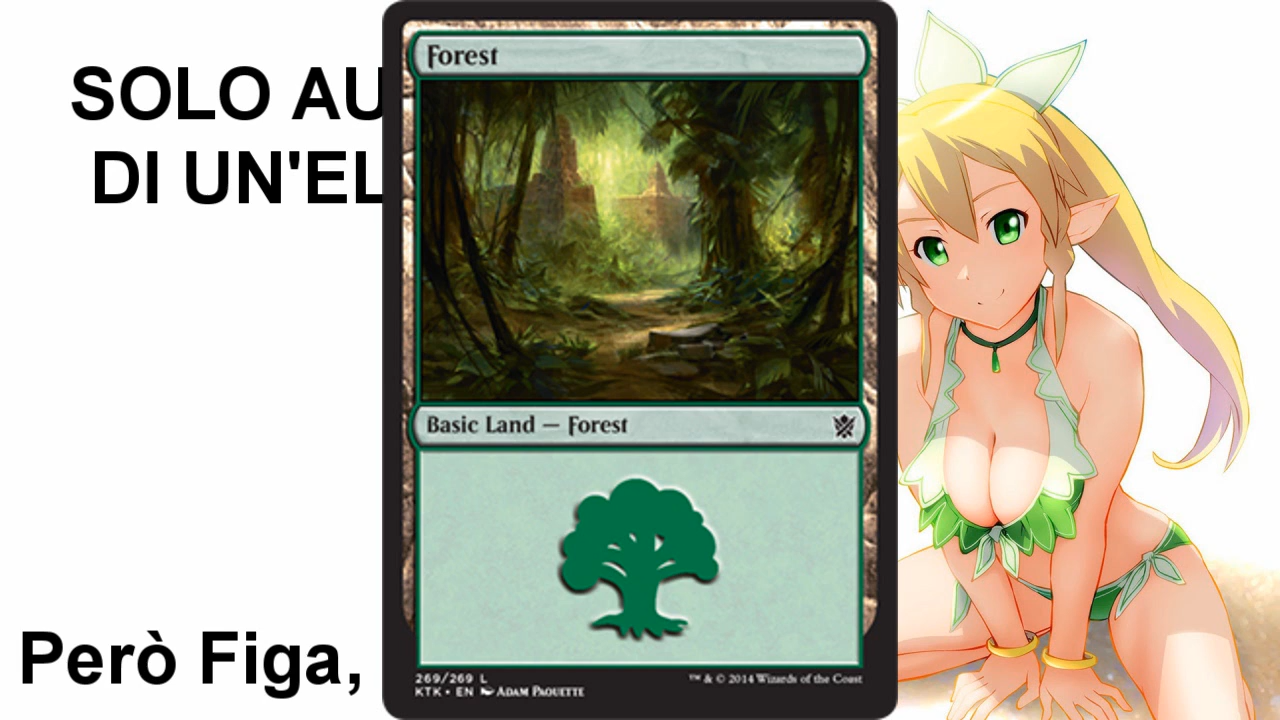 SOLO AU
DI UN'EL
Però Figa,
Forest
Basic Land — Forest
269/269 L
KTK • EN Adam Paquette
™ & © 2014 Wizards of the Coast